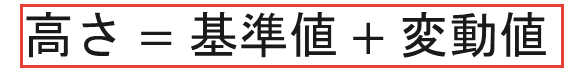 高さ = 基準値 + 変動値